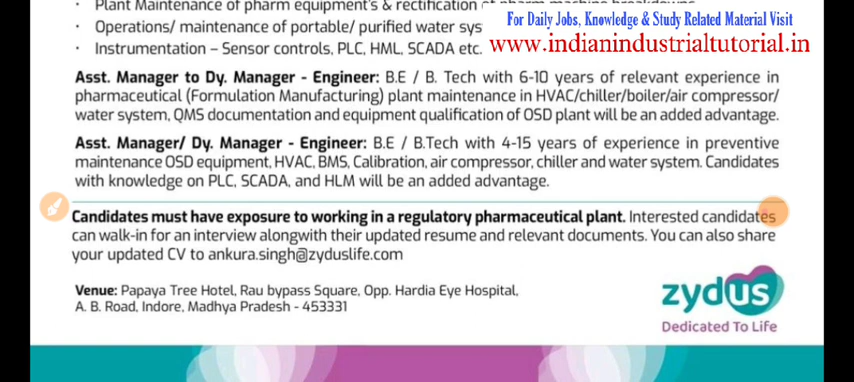 • Plant Maintenance of pharm equipment's & rectification of pharm machine breakdowns
For Daily Jobs, Knowledge & Study Related Material Visit
• Operations/ maintenance of portable/ purified water sys
www.indianindustrialtutorial.in
• Instrumentation – Sensor controls, PLC, HML, SCADA etc.
Asst. Manager to Dy. Manager - Engineer: B.E / B. Tech with 6-10 years of relevant experience in
pharmaceutical (Formulation Manufacturing) plant maintenance in HVAC/chiller/boiler/air compressor/
water system, QMS documentation and equipment qualification of OSD plant will be an added advantage.
Asst. Manager/ Dy. Manager - Engineer: B.E / B.Tech with 4-15 years of experience in preventive
maintenance OSD equipment, HVAC, BMS, Calibration, air compressor, chiller and water system. Candidates
with knowledge on PLC, SCADA, and HLM will be an added advantage.
Candidates must have exposure to working in a regulatory pharmaceutical plant. Interested candidates
can walk-in for an interview alongwith their updated resume and relevant documents. You can also share
your updated CV to ankura.singh@zyduslife.com
Venue: Papaya Tree Hotel, Rau bypass Square, Opp. Hardia Eye Hospital,
A. B. Road, Indore, Madhya Pradesh - 453331
zydus
Dedicated To Life